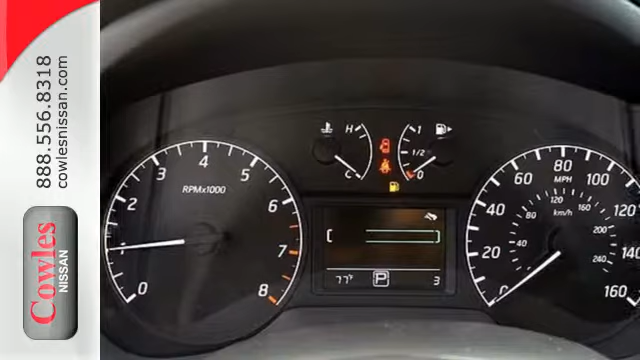 888.556.8318
cowlesnissan.com
Cowles
NISSAN
0
1
2
3
4
5
6
7
8
RPMx1000
H
C
1
1/2
0
77°F
P
3
0
20
40
60
80
100
120
140
160
MPH
km/h
40
80
120
160
200
240